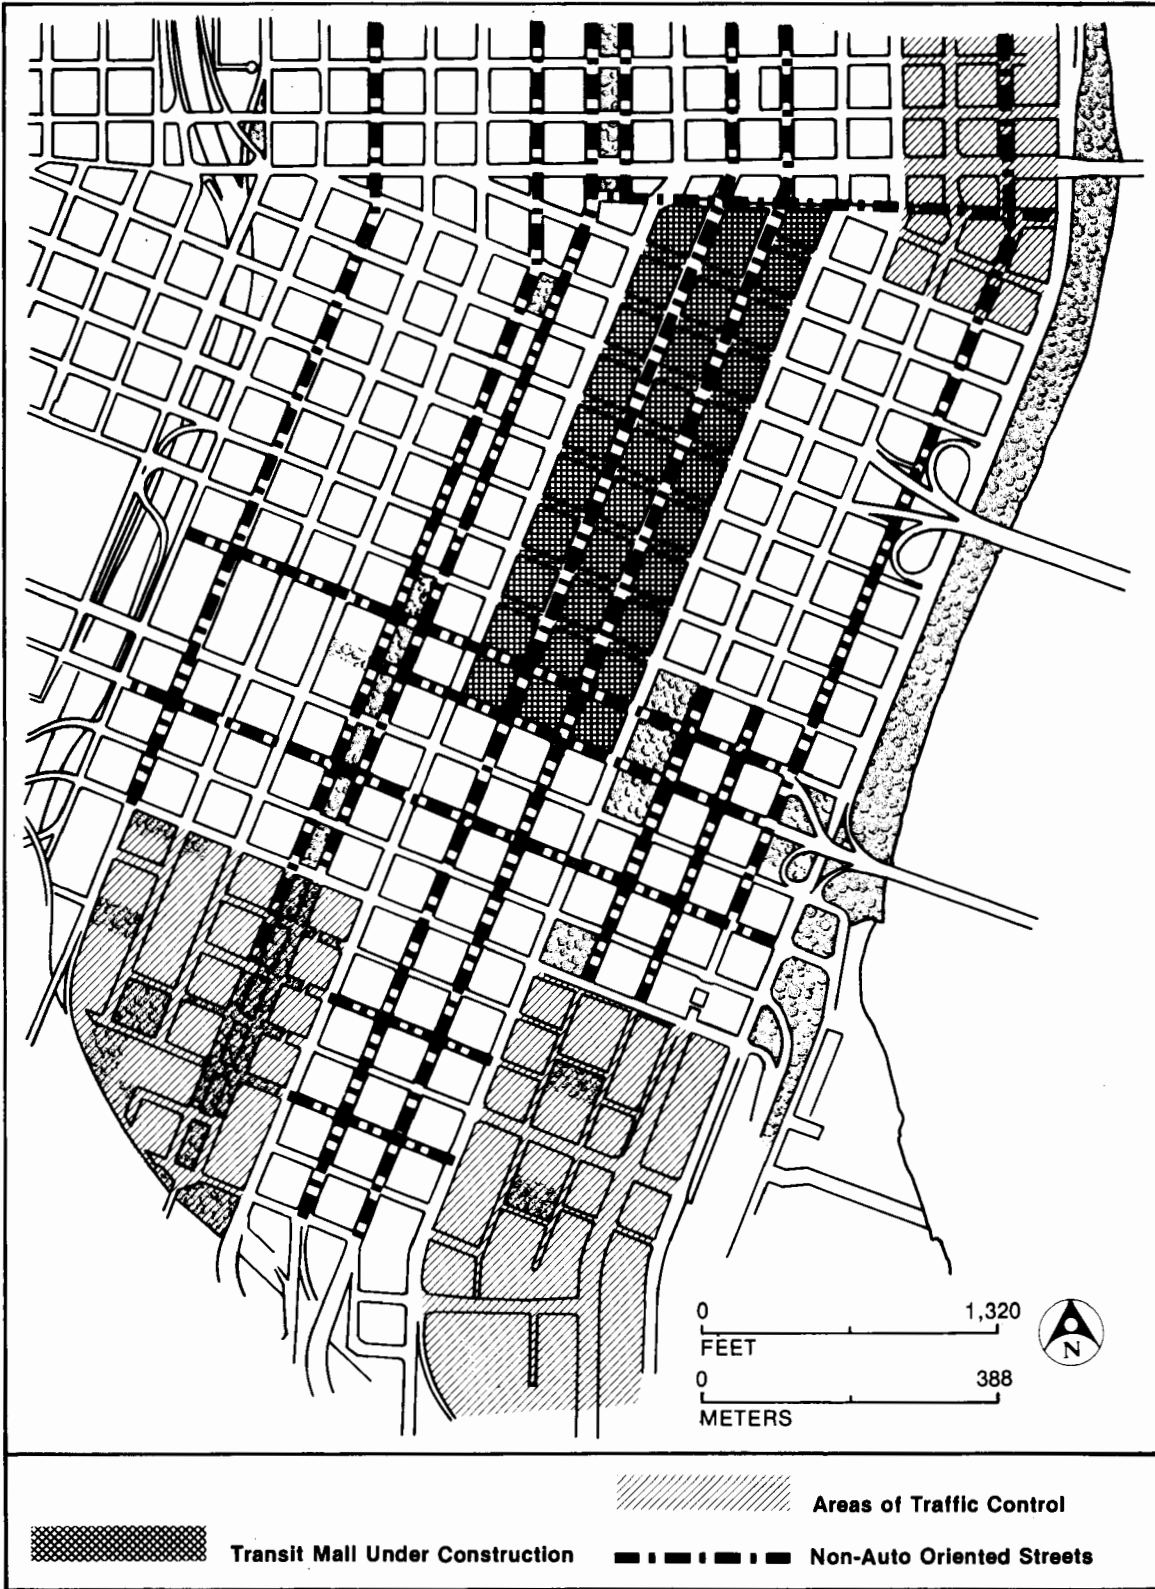 0 1,320
FEET
N
0 388
METERS
Areas of Traffic Control
Transit Mall Under Construction
Non-Auto Oriented Streets